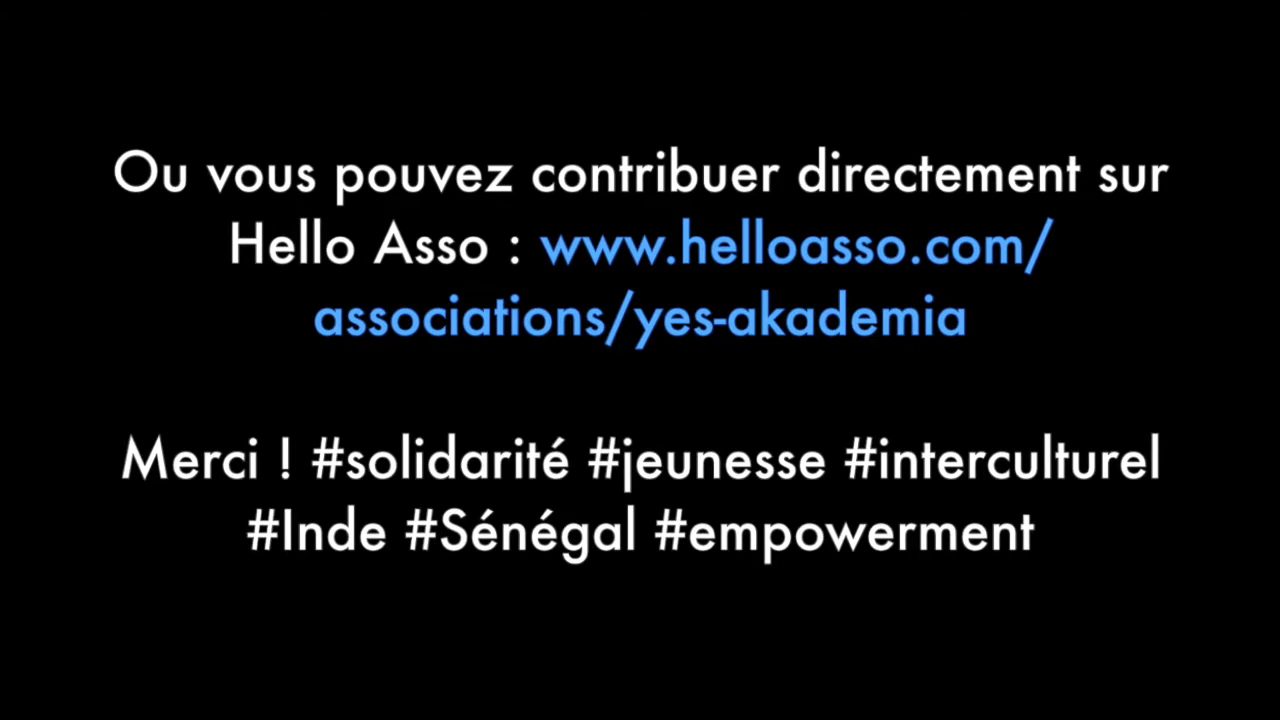 Ou vous pouvez contribuer directement sur
Hello Asso : www.helloasso.com/
associations/yes-akademia
Merci ! #solidarité #jeunesse #interculturel
#Inde #Sénégal #empowerment